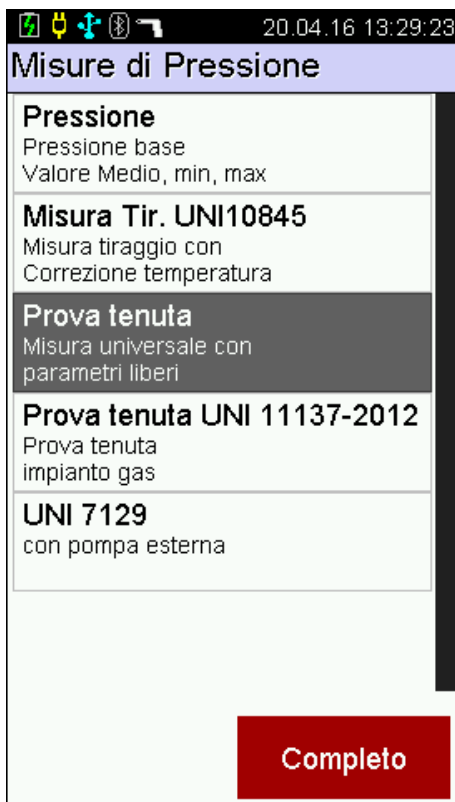 20.04.16 13:29:23
Misure di Pressione
Pressione
Pressione base
Valore Medio, min, max
Misura Tir. UNI10845
Misura tiraggio con
Correzione temperatura
Prova tenuta
Misura universale con
parametri liberi
Prova tenuta UNI 11137-2012
Prova tenuta
impianto gas
UNI 7129
con pompa esterna
Completo